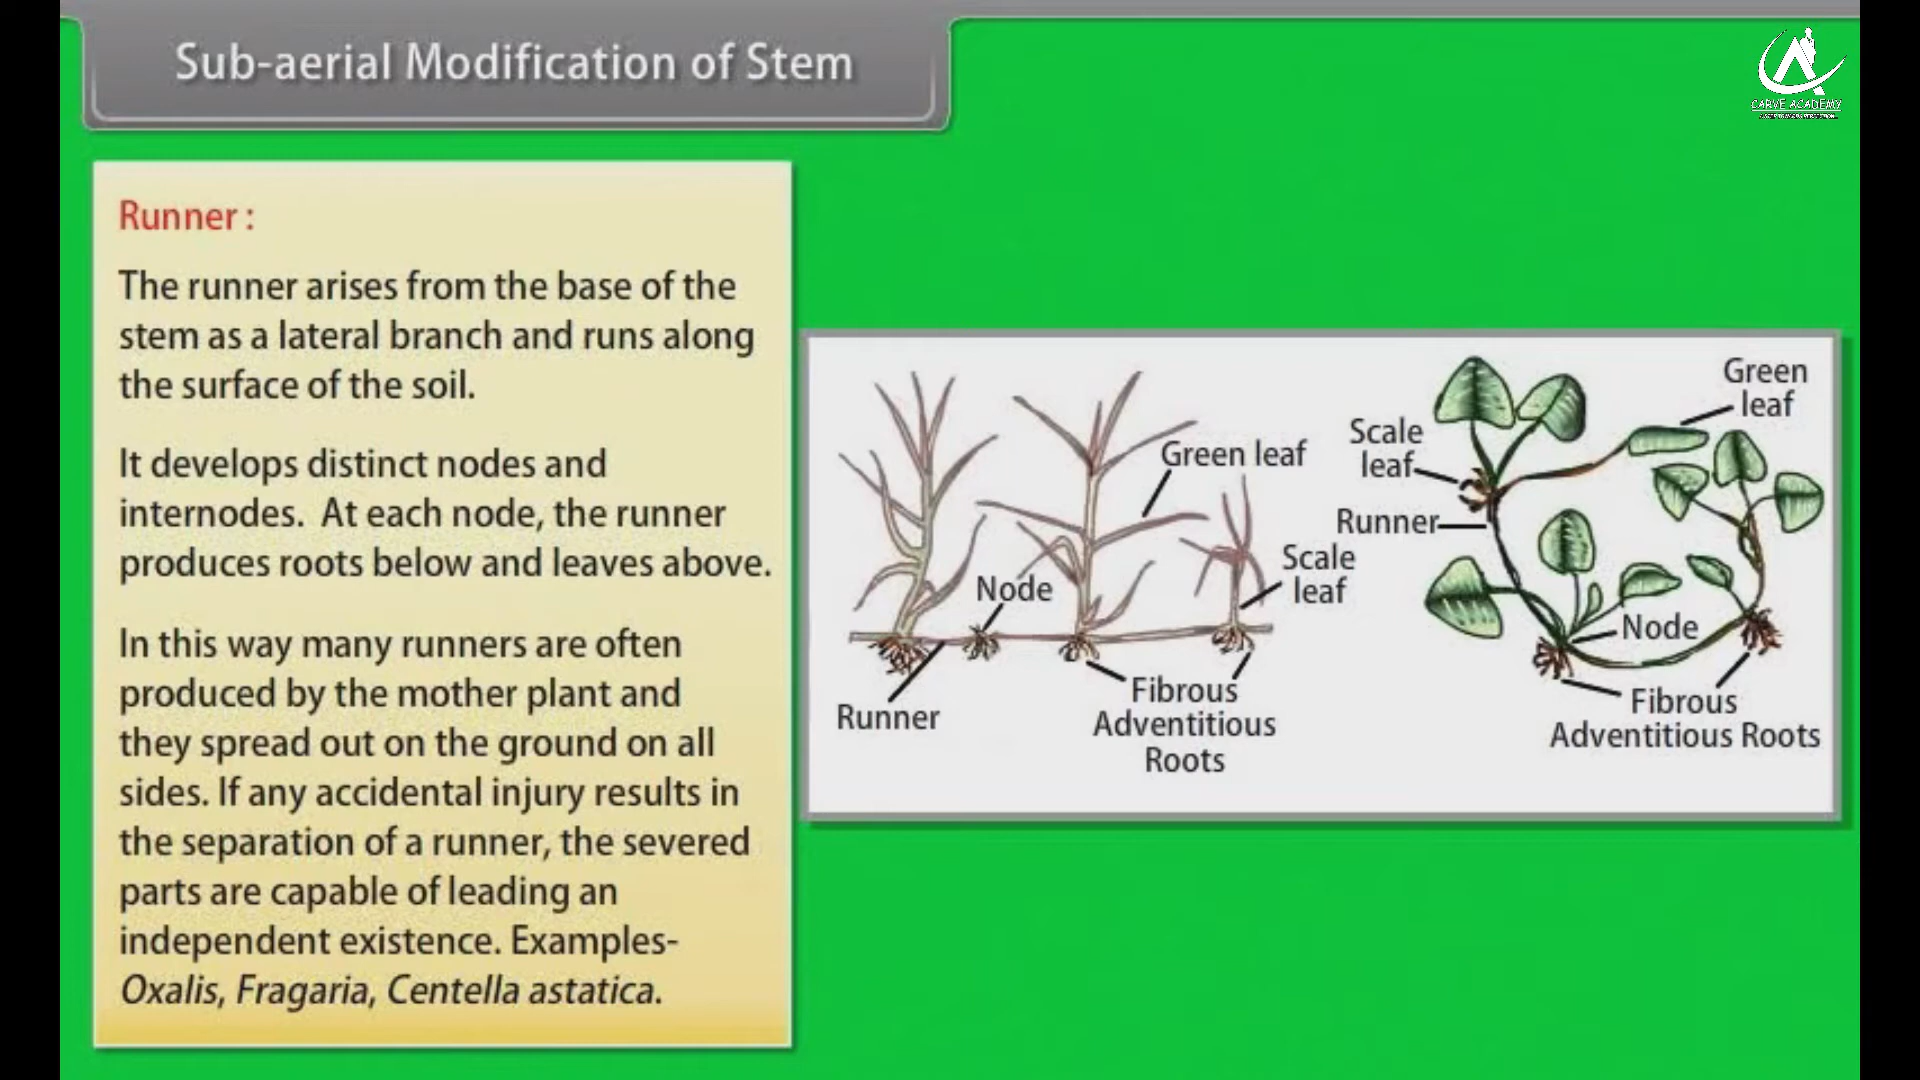 Sub-aerial Modification of Stem
CARVE ACADEMY
Runner :
The runner arises from the base of the
stem as a lateral branch and runs along
the surface of the soil.
It develops distinct nodes and
internodes. At each node, the runner
produces roots below and leaves above.
In this way many runners are often
produced by the mother plant and
they spread out on the ground on all
sides. If any accidental injury results in
the separation of a runner, the severed
parts are capable of leading an
independent existence. Examples-
Oxalis, Fragaria, Centella astatica.
Green leaf
Node
Scale
leaf
Runner
Fibrous
Adventitious
Roots
Green
leaf
Scale
leaf
Runner
Node
Fibrous
Adventitious Roots